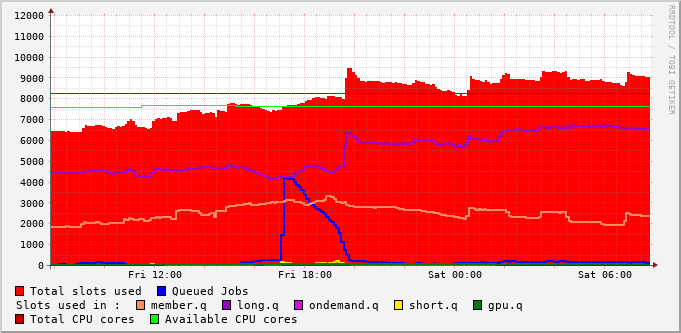 12000
11000
10000
9000
8000
7000
6000
5000
4000
3000
2000
1000
0
Fri 12:00 Fri 18:00 Sat 00:00 Sat 06:00
RRDTOOL / TOBI OETIKER
Total slots used Queued Jobs
Slots used in : member.q long.q ondemand.q short.q gpu.q
Total CPU cores Available CPU cores